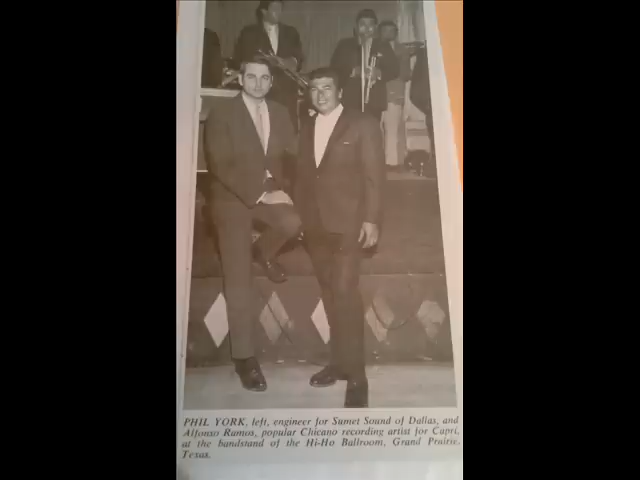 PHIL YORK, left, engineer for Sumet Sound of Dallas, and
Alfonso Ramos, popular Chicano recording artist for Capri,
at the bandstand of the Hi-Ho Ballroom, Grand Prairie,
Texas.